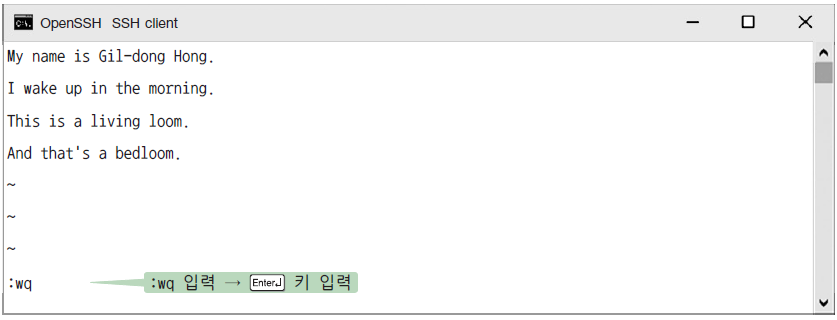 OpenSSH SSH client
My name is Gil-dong Hong.
I wake up in the morning.
This is a living loom.
And that's a bedloom.
~
~
~
:wq :wq 입력 → Enter↵ 키 입력